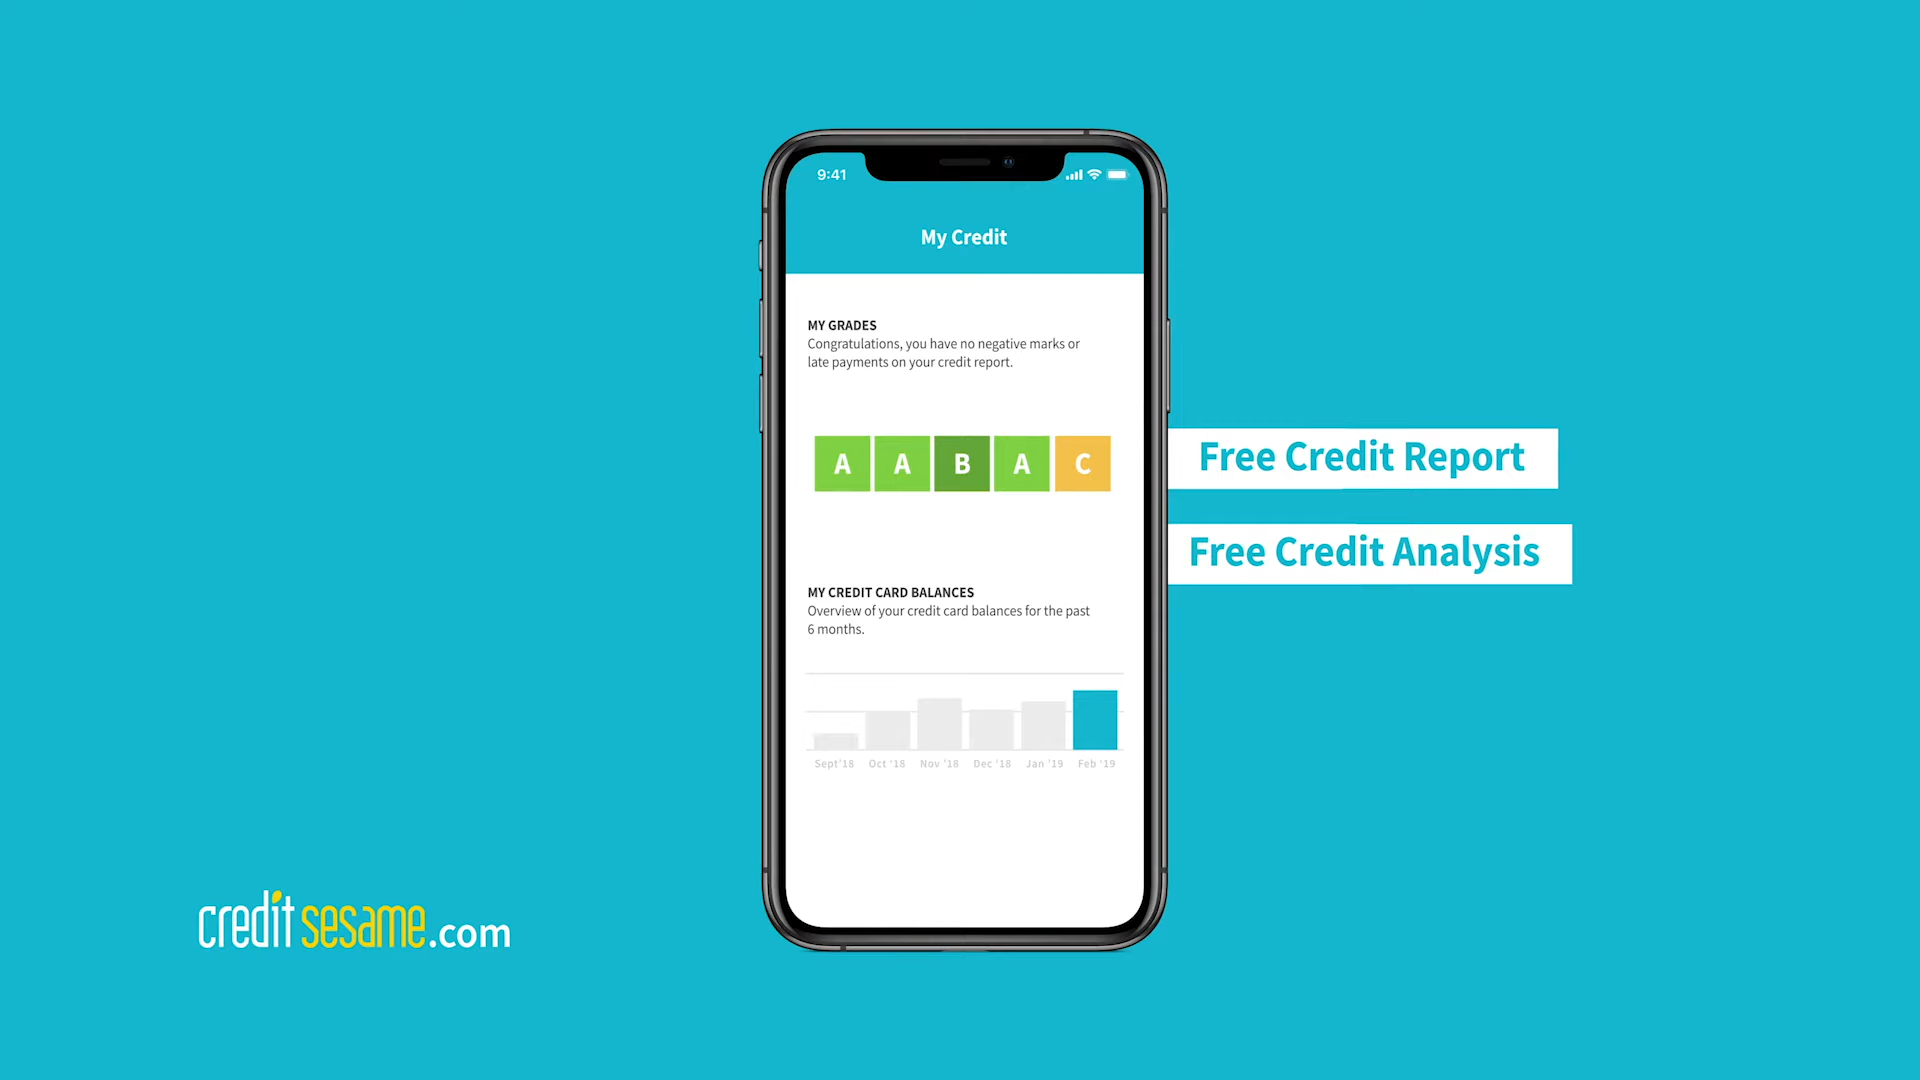 9:41
My Credit
MY GRADES
Congratulations, you have no negative marks or
late payments on your credit report.
A A B A C
Free Credit Report
Free Credit Analysis
MY CREDIT CARD BALANCES
Overview of your credit card balances for the past
6 months.
Sept'18 Oct '18 Nov '18 Dec '18 Jan '19 Feb '19
credit sesame.com